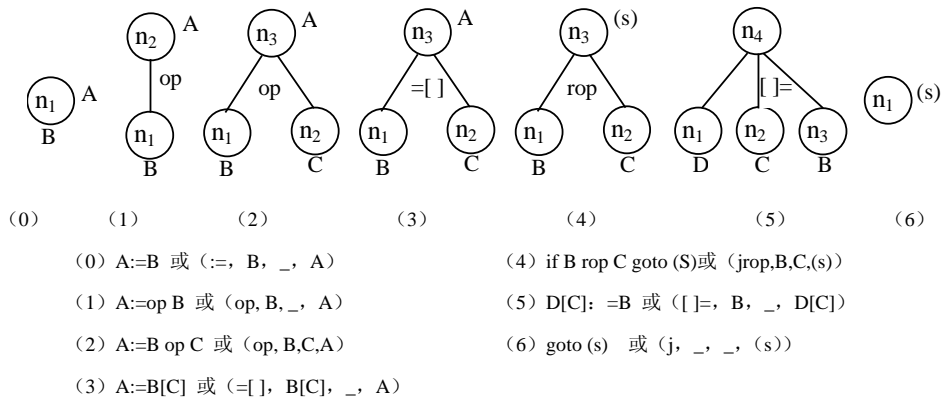 n2 A n3 A n3 A n3 (s) n4
n1 A op op =[ ] rop [ ]= n1 (s)
B n1 n1 n2 n1 n2 n1 n2 n1 n2 n3
B B C B C B C D C B
（0） （1） （2） （3） （4） （5） （6）
（0）A:=B 或（:=，B，_，A） （4）if B rop C goto (S)或（jrop,B,C,(s)）
（1）A:=op B 或（op, B, _，A） （5）D[C]：=B 或（[ ]=，B，_，D[C]）
（2）A:=B op C 或（op, B,C,A） （6）goto (s) 或（j，_，_，（s））
（3）A:=B[C] 或（=[ ]，B[C]，_，A）